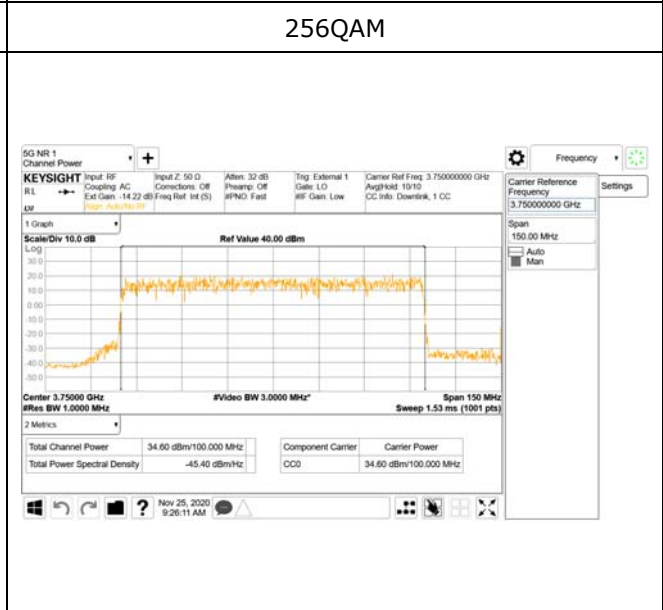 256QAM
5G NR 1
Channel Power
+
Frequency
KEYSIGHT
RL
Input: RF
Coupling: AC
Ext Gain: -14.22 dB
Align: Auto/No RF
Input Z: 50 Ω
Corrections: Off
Freq Ref: Int (S)
Atten: 32 dB
Preamp: Off
#PNO: Fast
Trig: External 1
Gate: LO
#IF Gain: Low
Carrier Ref Freq: 3.750000000 GHz
Avg|Hold: 10/10
CC Info: Downlink, 1 CC
Carrier Reference
Frequency
3.750000000 GHz
Settings
Span
150.00 MHz
Auto
Man
1 Graph
Scale/Div 10.0 dB
Ref Value 40.00 dBm
Log
30.0
20.0
10.0
0.00
-10.0
-20.0
-30.0
-40.0
-50.0
Center 3.75000 GHz
#Video BW 3.0000 MHz*
Span 150 MHz
#Res BW 1.0000 MHz
Sweep 1.53 ms (1001 pts)
2 Metrics
Total Channel Power 34.60 dBm/100.000 MHz
Total Power Spectral Density -45.40 dBm/Hz
Component Carrier Carrier Power
CC0 34.60 dBm/100.000 MHz
?
Nov 25, 2020
9:26:11 AM